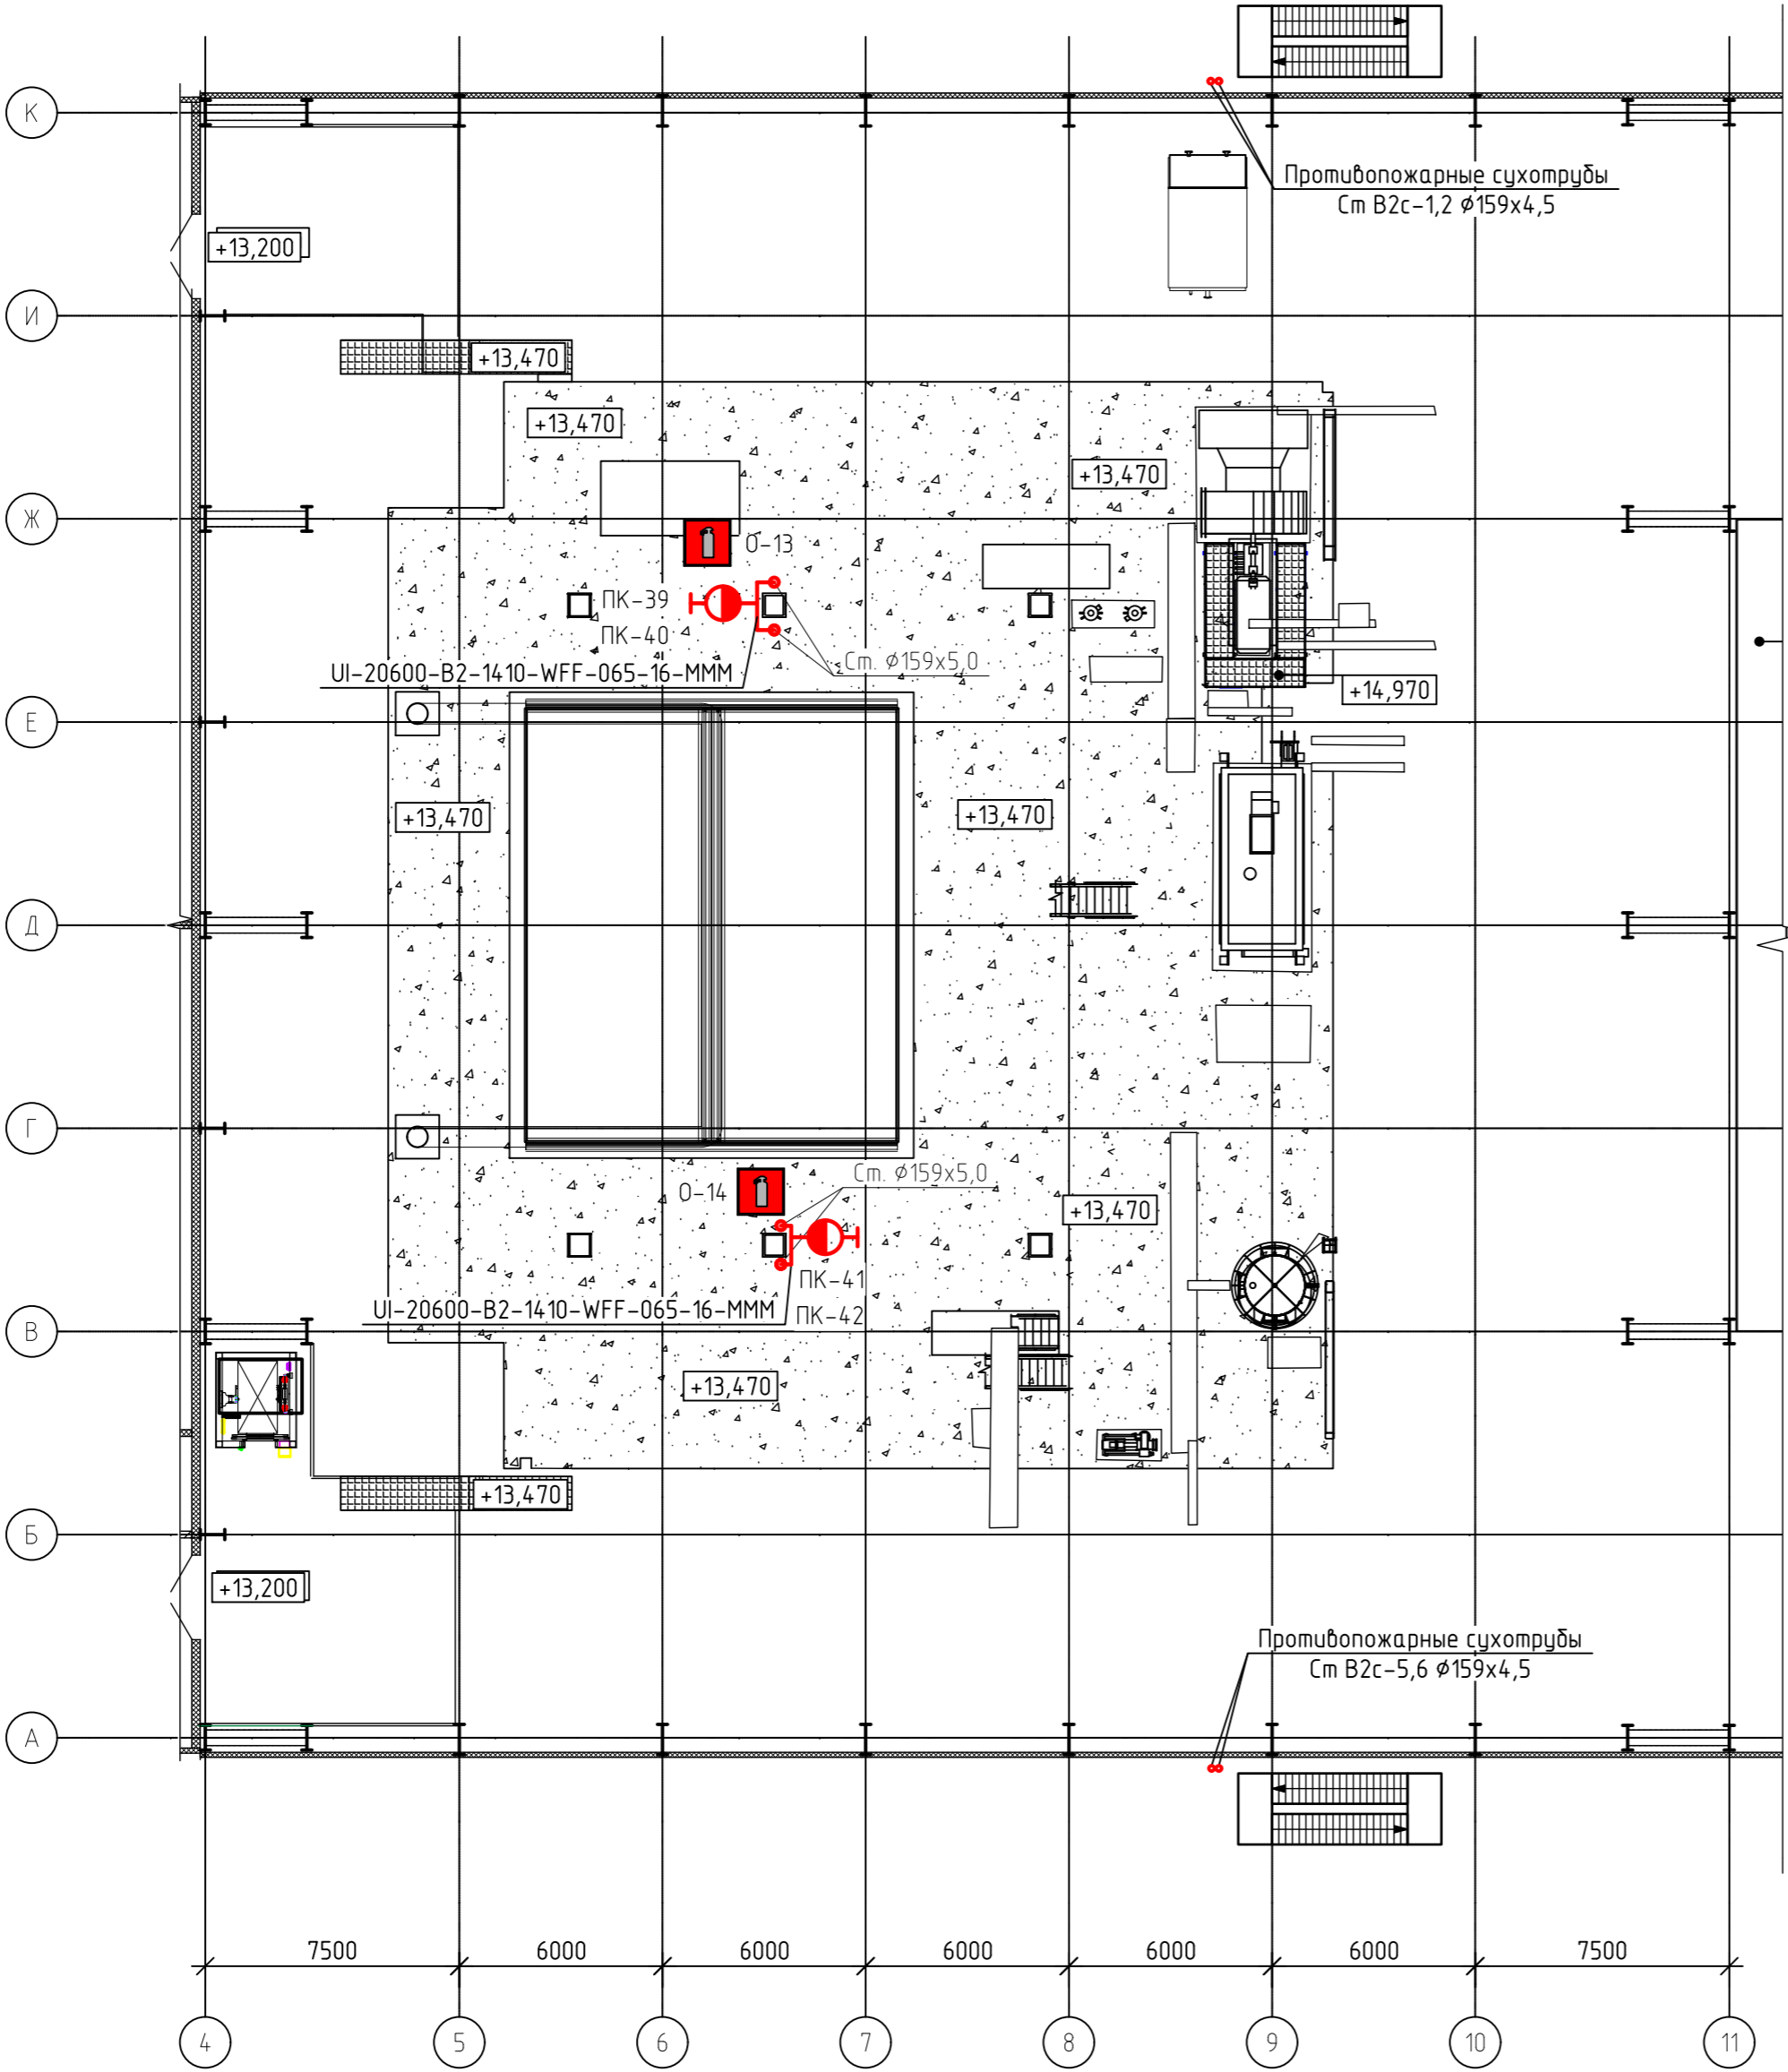 К
Противопожарные сухотрубы
Ст В2с-1,2 ϕ159x4,5
+13,200
И
+13,470
+13,470
+13,470
Ж
О-13
ПК-39
ПК-40
Ст. ϕ159x5,0
UI-20600-B2-1410-WFF-065-16-MMM
+14,970
Е
+13,470
+13,470
Д
Г
Ст. ϕ159x5,0
О-14
+13,470
ПК-41
UI-20600-B2-1410-WFF-065-16-MMM
ПК-42
В
+13,470
+13,470
Б
+13,200
Противопожарные сухотрубы
Ст В2с-5,6 ϕ159x4,5
А
7500 6000 6000 6000 6000 6000 7500
4 5 6 7 8 9 10 11